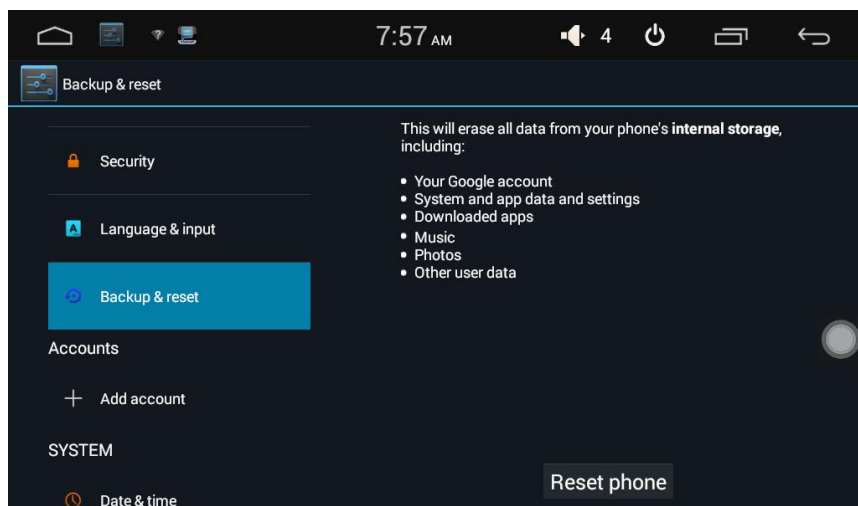 7:57 AM
4
Backup & reset
Security
Language & input
Backup & reset
Accounts
Add account
SYSTEM
Date & time
This will erase all data from your phone's internal storage,
including:
• Your Google account
• System and app data and settings
• Downloaded apps
• Music
• Photos
• Other user data
Reset phone